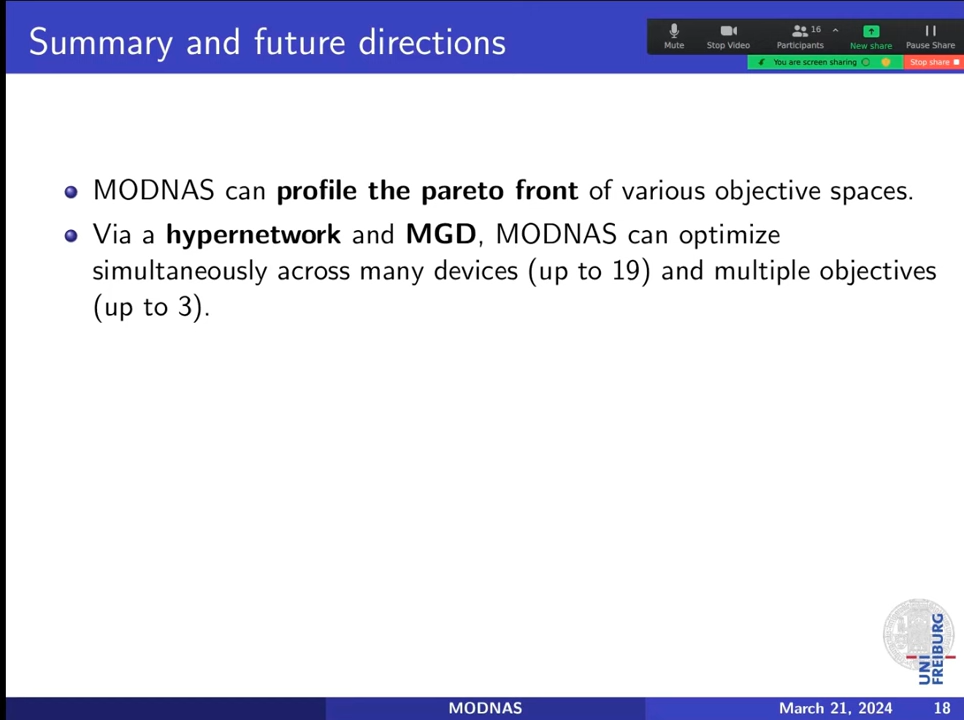 Summary and future directions
Mute
Stop Video
16
Participants
New share
Pause Share
You are screen sharing
Stop share
MODNAS can profile the pareto front of various objective spaces.
Via a hypernetwork and MGD, MODNAS can optimize
simultaneously across many devices (up to 19) and multiple objectives
(up to 3).
UNI
FREIBURG
MODNAS
March 21, 2024
18